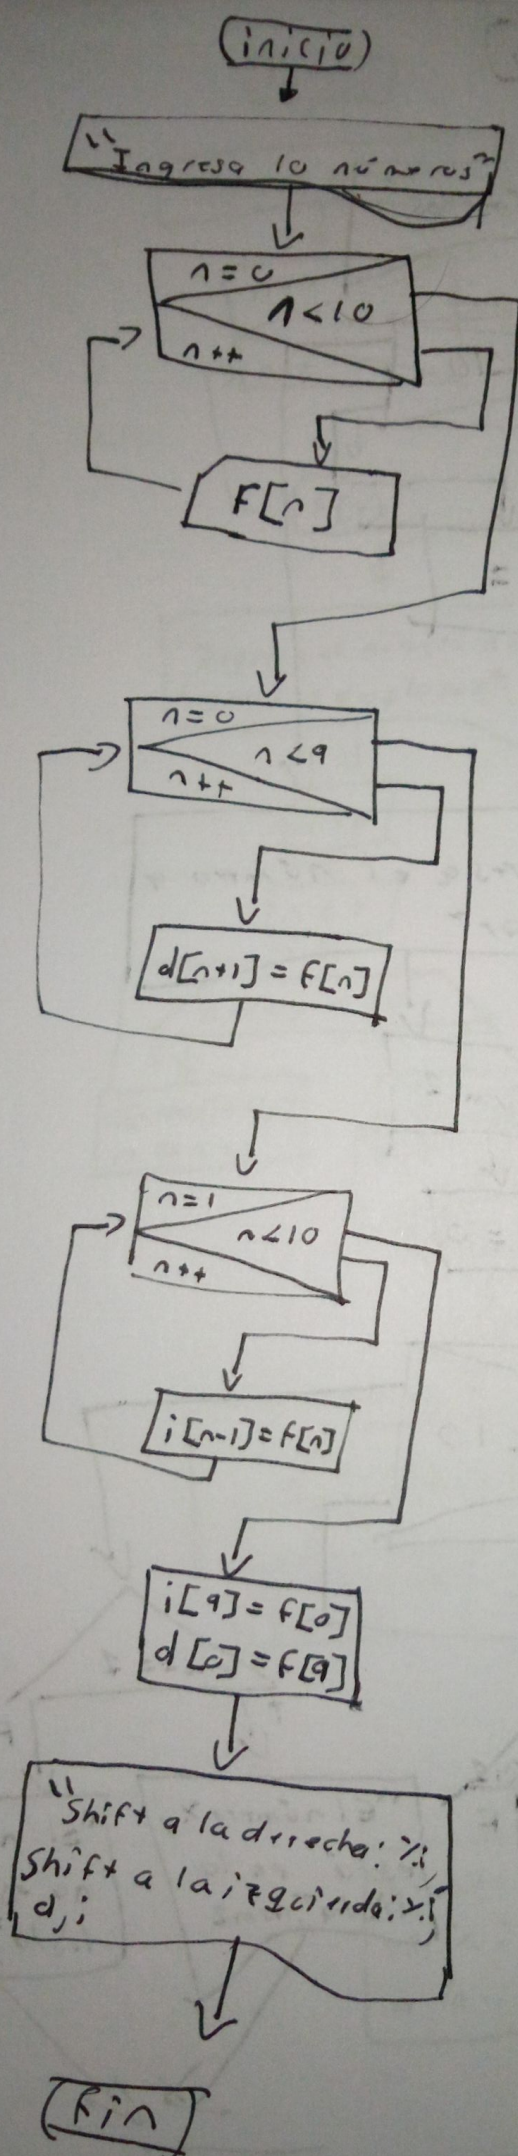 inicio
"Ingresa 10 números"
n=0
n<10
n++
F[n]
n=0
n<9
n++
d[n+1]=f[n]
n=1
n<10
n++
i[n-1]=f[n]
i[9]=f[0]
d[0]=f[9]
"Shift a la derrecha: %i,
Shift a la izquierda: %i"
d,i
Fin